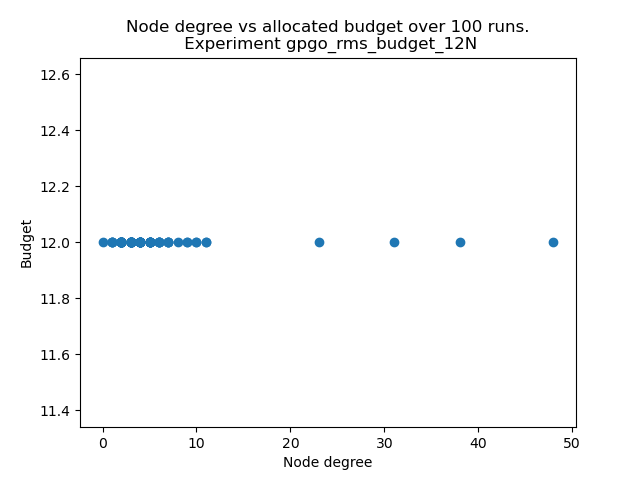 Node degree vs allocated budget over 100 runs.
Experiment gpgo_rms_budget_12N
12.6
12.4
12.2
12.0
11.8
11.6
11.4
Budget
0 10 20 30 40 50
Node degree